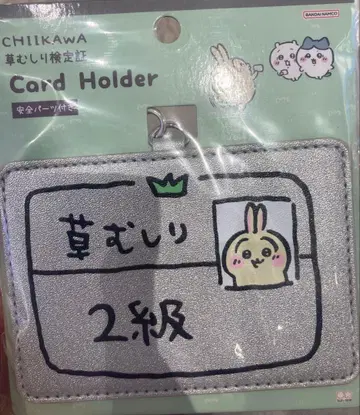 BANDAI NAMCO
CHIIKAWA
草むしり検定証
Card Holder
安全パーツ付き
草むしり
2級